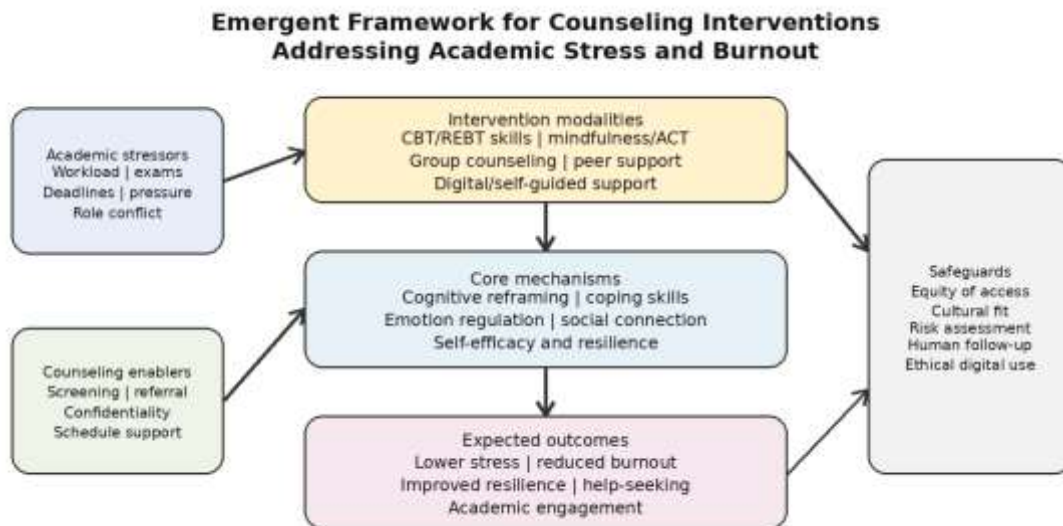 Emergent Framework for Counseling Interventions
Addressing Academic Stress and Burnout
Academic stressors
Workload | exams
Deadlines | pressure
Role conflict
Counseling enablers
Screening | referral
Confidentiality
Schedule support
Intervention modalities
CBT/REBT skills | mindfulness/ACT
Group counseling | peer support
Digital/self-guided support
Core mechanisms
Cognitive reframing | coping skills
Emotion regulation | social connection
Self-efficacy and resilience
Expected outcomes
Lower stress | reduced burnout
Improved resilience | help-seeking
Academic engagement
Safeguards
Equity of access
Cultural fit
Risk assessment
Human follow-up
Ethical digital use